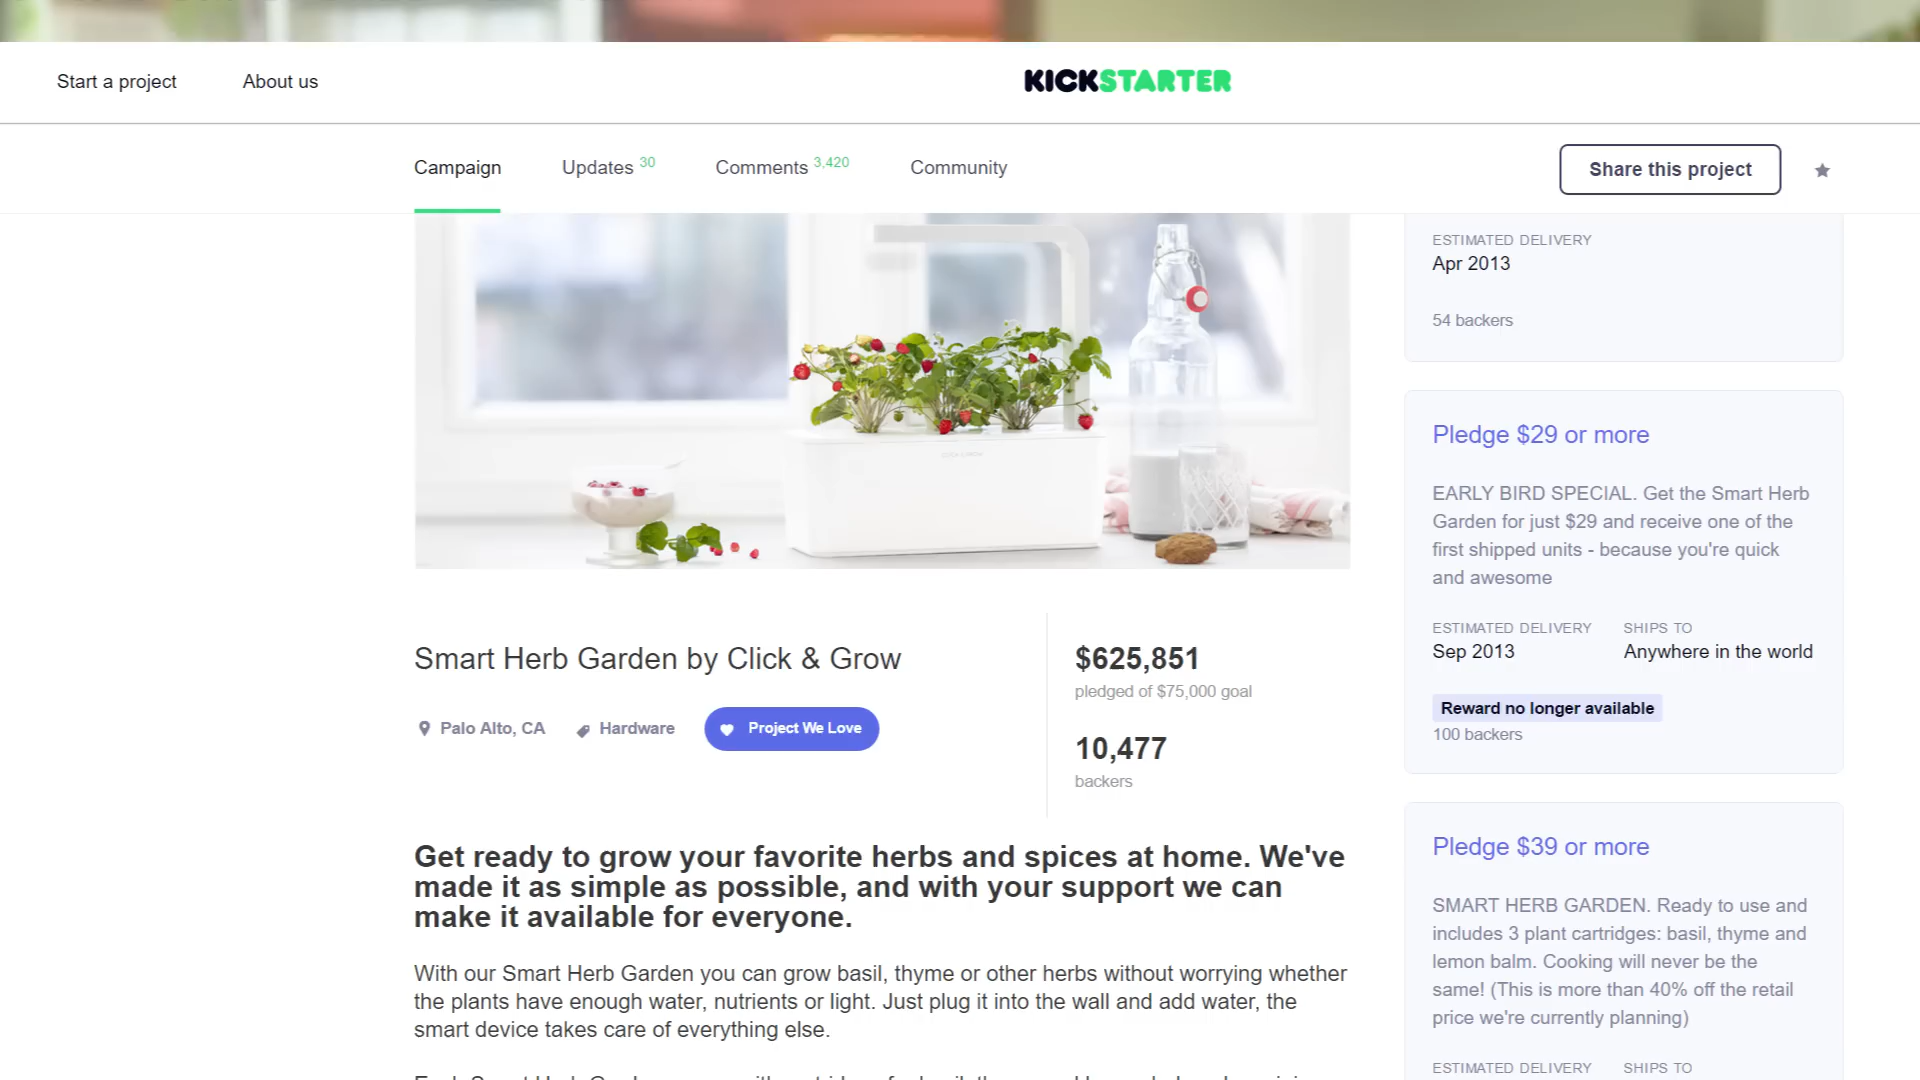 Start a project
About us
KICKSTARTER
Campaign
Updates 30
Comments 3,420
Community
Share this project
ESTIMATED DELIVERY
Apr 2013
54 backers
Pledge $29 or more
EARLY BIRD SPECIAL. Get the Smart Herb
Garden for just $29 and receive one of the
first shipped units - because you're quick
and awesome
ESTIMATED DELIVERY
Sep 2013
SHIPS TO
Anywhere in the world
Reward no longer available
100 backers
Smart Herb Garden by Click & Grow
Palo Alto, CA
Hardware
Project We Love
$625,851
pledged of $75,000 goal
10,477
backers
Get ready to grow your favorite herbs and spices at home. We've
made it as simple as possible, and with your support we can
make it available for everyone.
With our Smart Herb Garden you can grow basil, thyme or other herbs without worrying whether
the plants have enough water, nutrients or light. Just plug it into the wall and add water, the
smart device takes care of everything else.
Pledge $39 or more
SMART HERB GARDEN. Ready to use and
includes 3 plant cartridges: basil, thyme and
lemon balm. Cooking will never be the
same! (This is more than 40% off the retail
price we're currently planning)
ESTIMATED DELIVERY
SHIPS TO